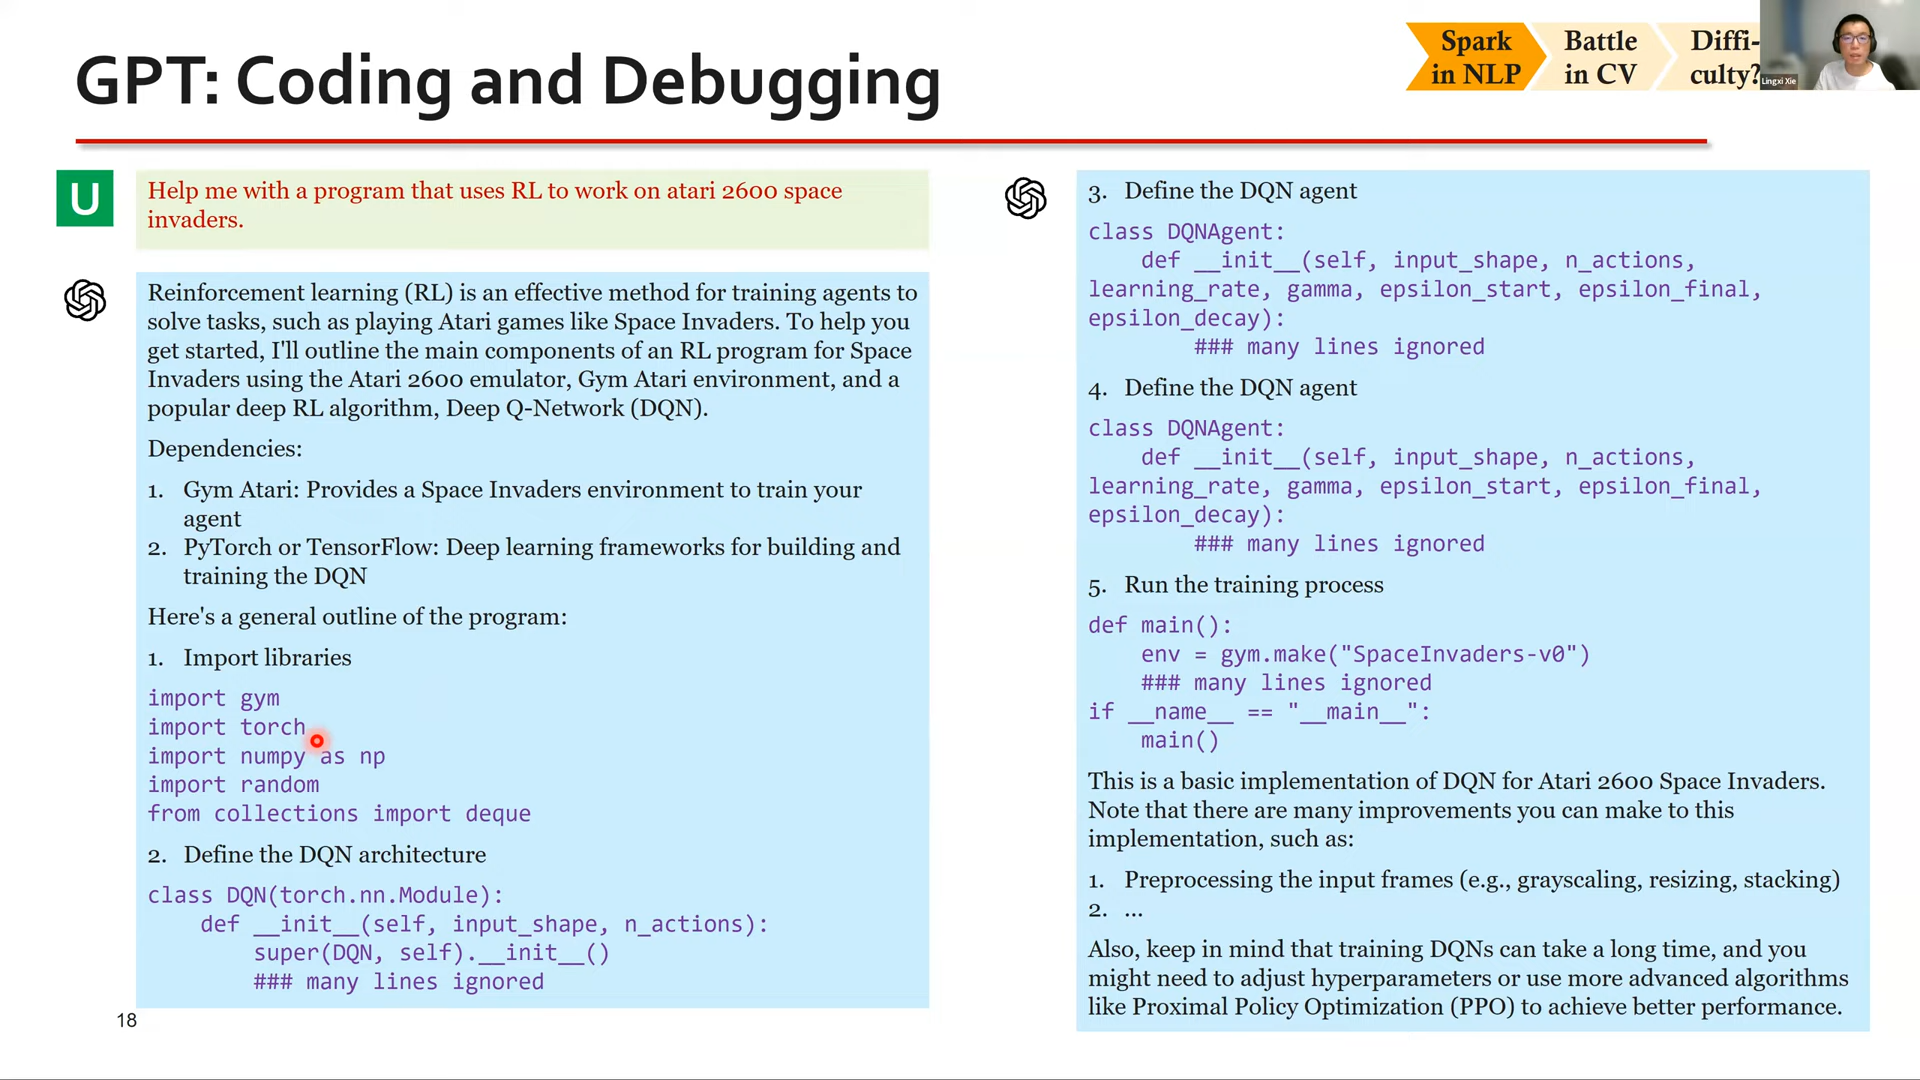 GPT: Coding and Debugging
Spark
in NLP
Battle
in CV
Diffi-
culty?
Lingxi Xie
U
Help me with a program that uses RL to work on atari 2600 space
invaders.
Reinforcement learning (RL) is an effective method for training agents to
solve tasks, such as playing Atari games like Space Invaders. To help you
get started, I'll outline the main components of an RL program for Space
Invaders using the Atari 2600 emulator, Gym Atari environment, and a
popular deep RL algorithm, Deep Q-Network (DQN).
Dependencies:
1. Gym Atari: Provides a Space Invaders environment to train your
agent
2. PyTorch or TensorFlow: Deep learning frameworks for building and
training the DQN
Here's a general outline of the program:
1. Import libraries
import gym
import torch
import numpy as np
import random
from collections import deque
2. Define the DQN architecture
class DQN(torch.nn.Module):
    def __init__(self, input_shape, n_actions):
        super(DQN, self).__init__()
        ### many lines ignored
3. Define the DQN agent
class DQNAgent:
    def __init__(self, input_shape, n_actions,
learning_rate, gamma, epsilon_start, epsilon_final,
epsilon_decay):
        ### many lines ignored
4. Define the DQN agent
class DQNAgent:
    def __init__(self, input_shape, n_actions,
learning_rate, gamma, epsilon_start, epsilon_final,
epsilon_decay):
        ### many lines ignored
5. Run the training process
def main():
    env = gym.make("SpaceInvaders-v0")
    ### many lines ignored
if __name__ == "__main__":
    main()
This is a basic implementation of DQN for Atari 2600 Space Invaders.
Note that there are many improvements you can make to this
implementation, such as:
1. Preprocessing the input frames (e.g., grayscaling, resizing, stacking)
2. ...
Also, keep in mind that training DQNs can take a long time, and you
might need to adjust hyperparameters or use more advanced algorithms
like Proximal Policy Optimization (PPO) to achieve better performance.
18